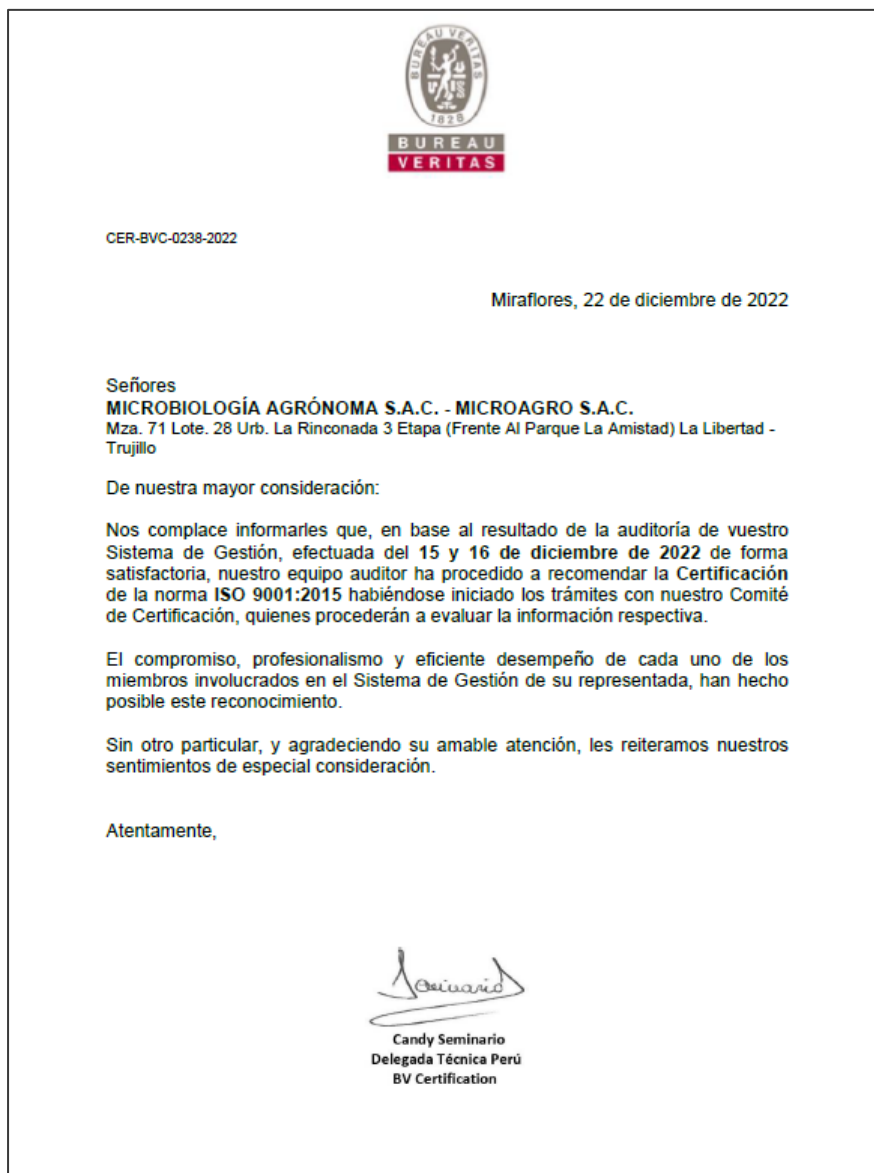 BUREAU VERITAS
1828
BUREAU
VERITAS
CER-BVC-0238-2022
Miraflores, 22 de diciembre de 2022
Señores
MICROBIOLOGÍA AGRÓNOMA S.A.C. - MICROAGRO S.A.C.
Mza. 71 Lote. 28 Urb. La Rinconada 3 Etapa (Frente Al Parque La Amistad) La Libertad -
Trujillo
De nuestra mayor consideración:
Nos complace informarles que, en base al resultado de la auditoría de vuestro
Sistema de Gestión, efectuada del 15 y 16 de diciembre de 2022 de forma
satisfactoria, nuestro equipo auditor ha procedido a recomendar la Certificación
de la norma ISO 9001:2015 habiéndose iniciado los trámites con nuestro Comité
de Certificación, quienes procederán a evaluar la información respectiva.
El compromiso, profesionalismo y eficiente desempeño de cada uno de los
miembros involucrados en el Sistema de Gestión de su representada, han hecho
posible este reconocimiento.
Sin otro particular, y agradeciendo su amable atención, les reiteramos nuestros
sentimientos de especial consideración.
Atentamente,
Seminario
Candy Seminario
Delegada Técnica Perú
BV Certification